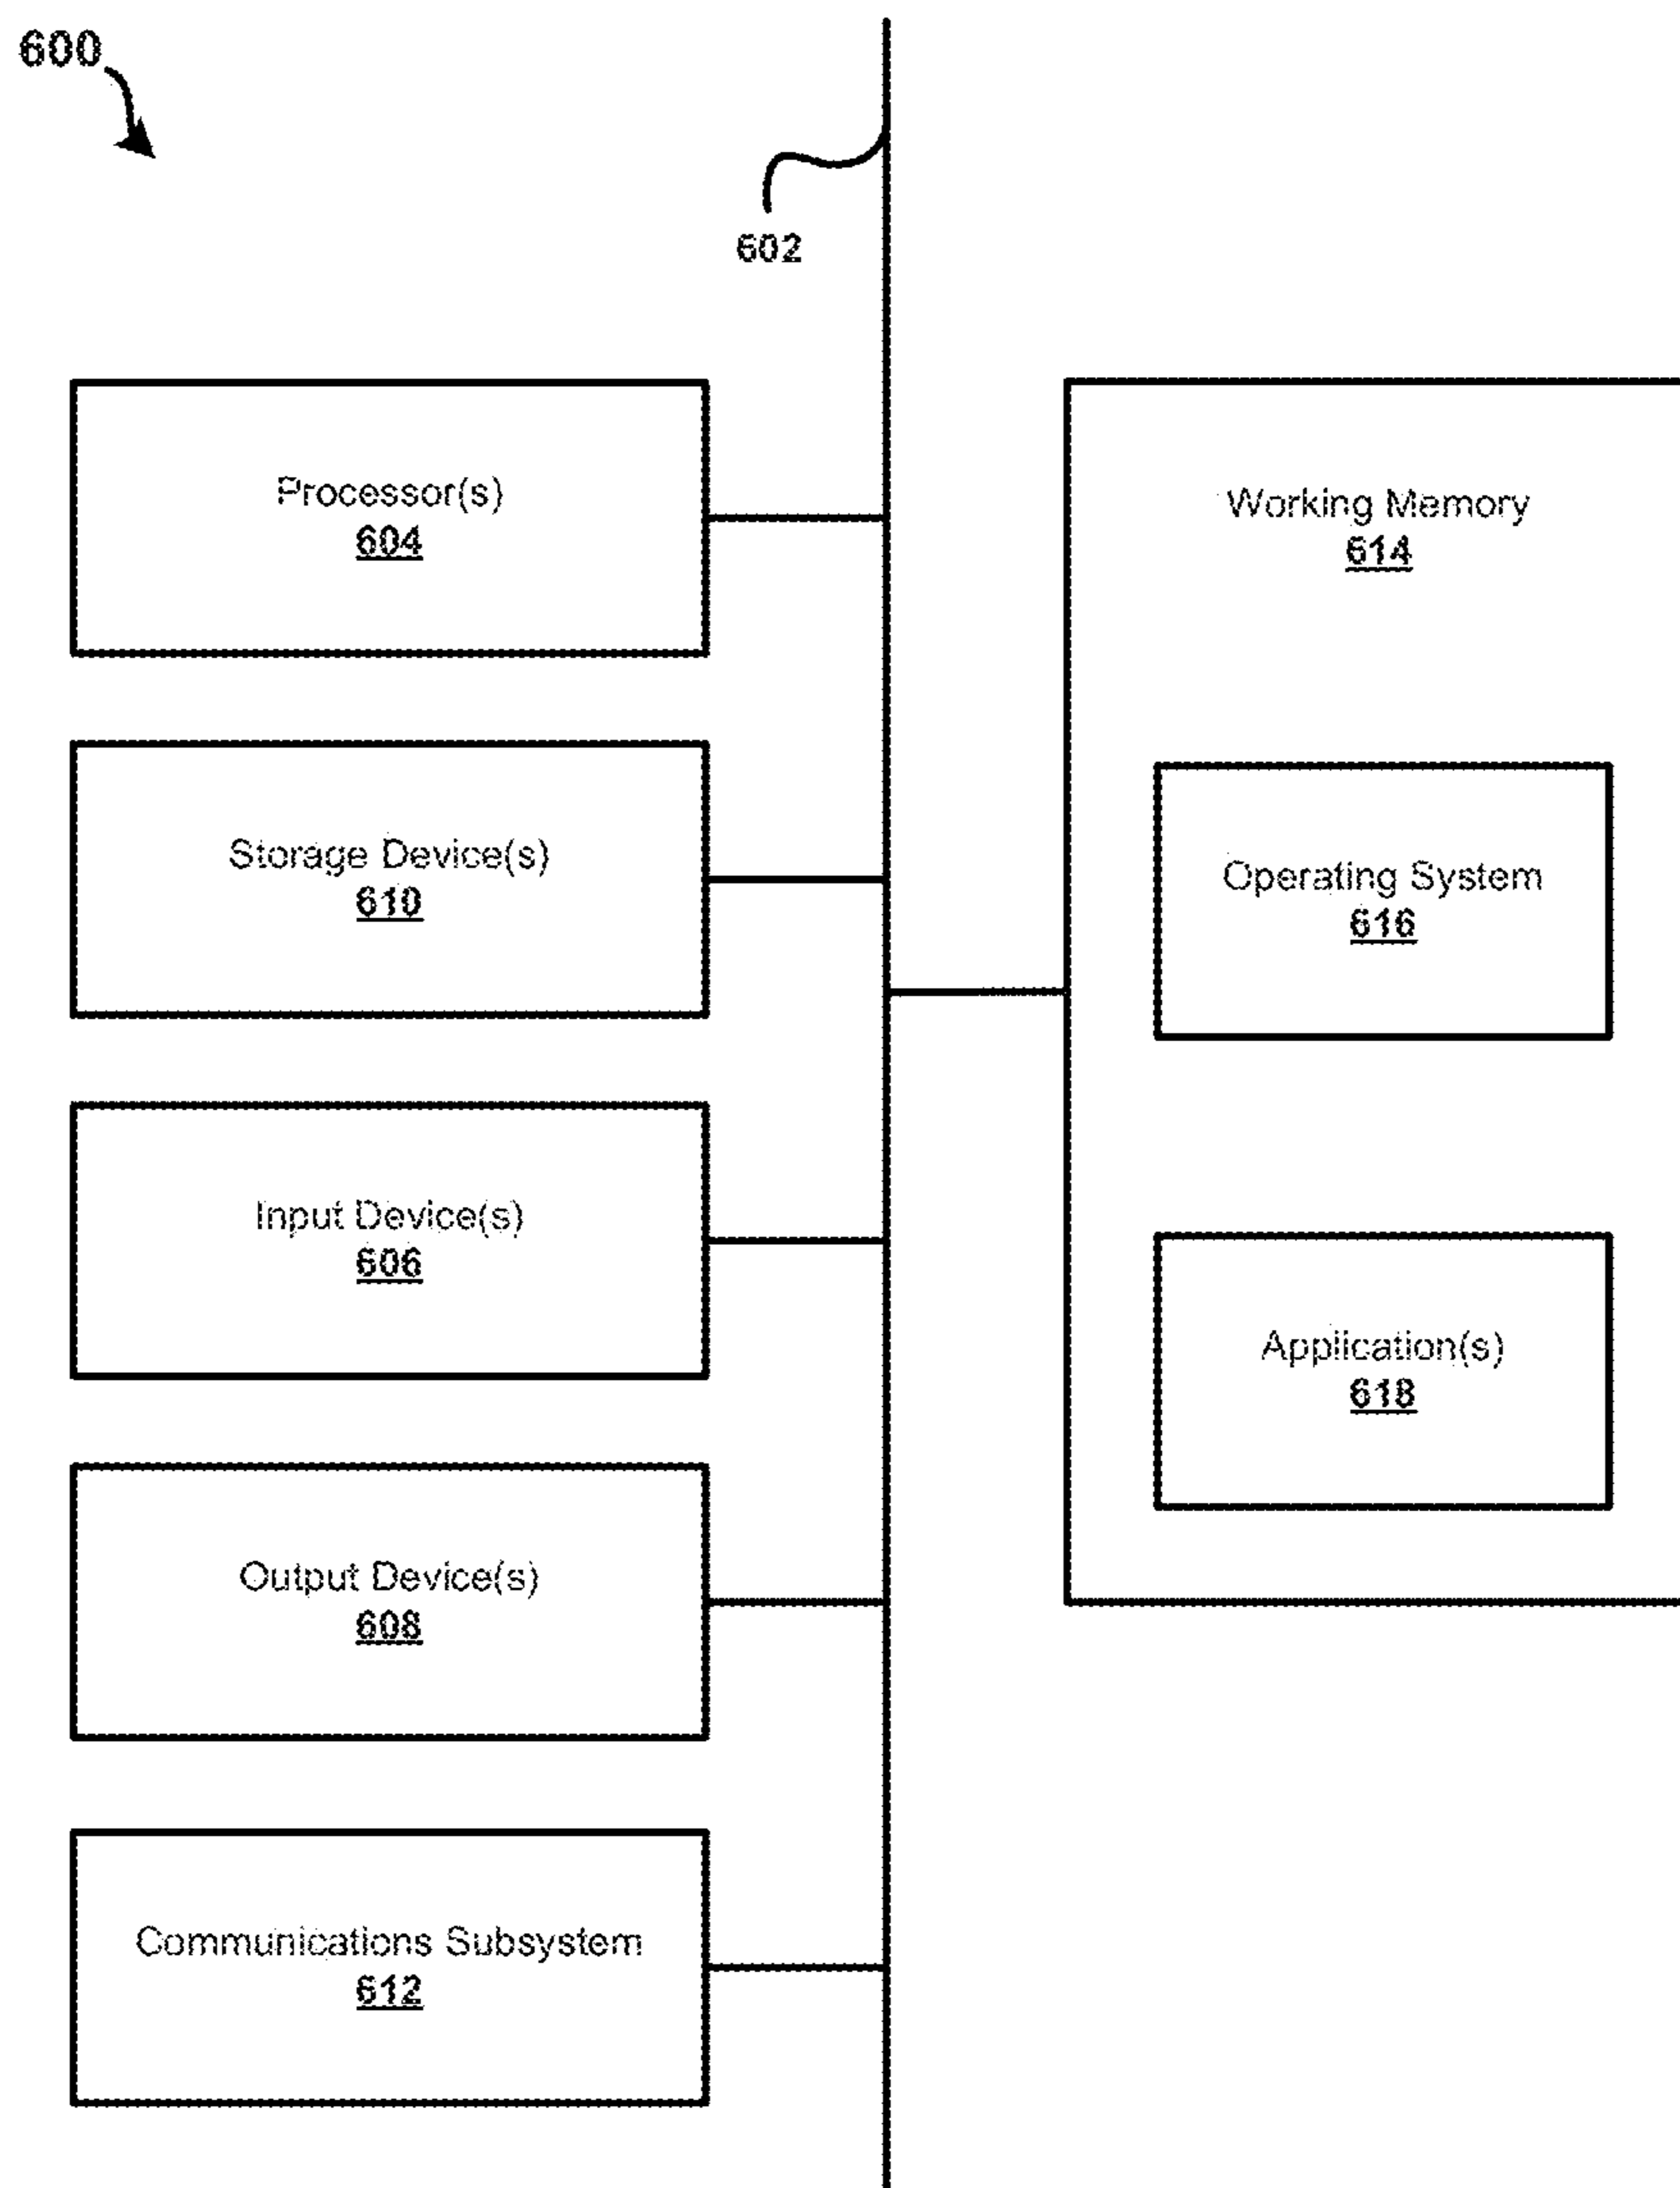 600
602
Processor(s)
604
Storage Device(s)
610
Input Device(s)
606
Output Device(s)
608
Communications Subsystem
612
Working Memory
614
Operating System
616
Application(s)
618